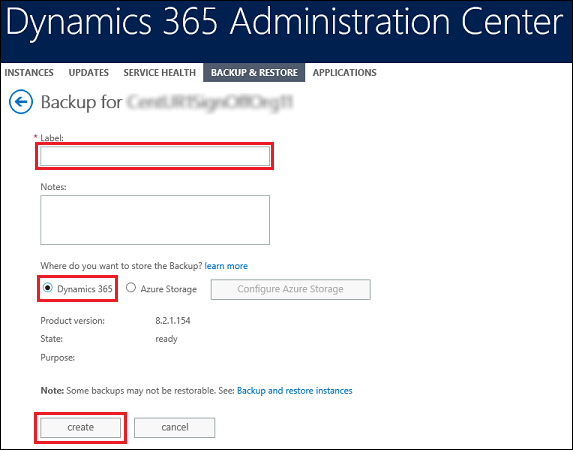 Dynamics 365 Administration Center
INSTANCES UPDATES SERVICE HEALTH BACKUP & RESTORE APPLICATIONS
Backup for
* Label:
Notes:
Where do you want to store the Backup? learn more
Dynamics 365 Azure Storage Configure Azure Storage
Product version: 8.2.1.154
State: ready
Purpose:
Note: Some backups may not be restorable. See: Backup and restore instances
create cancel